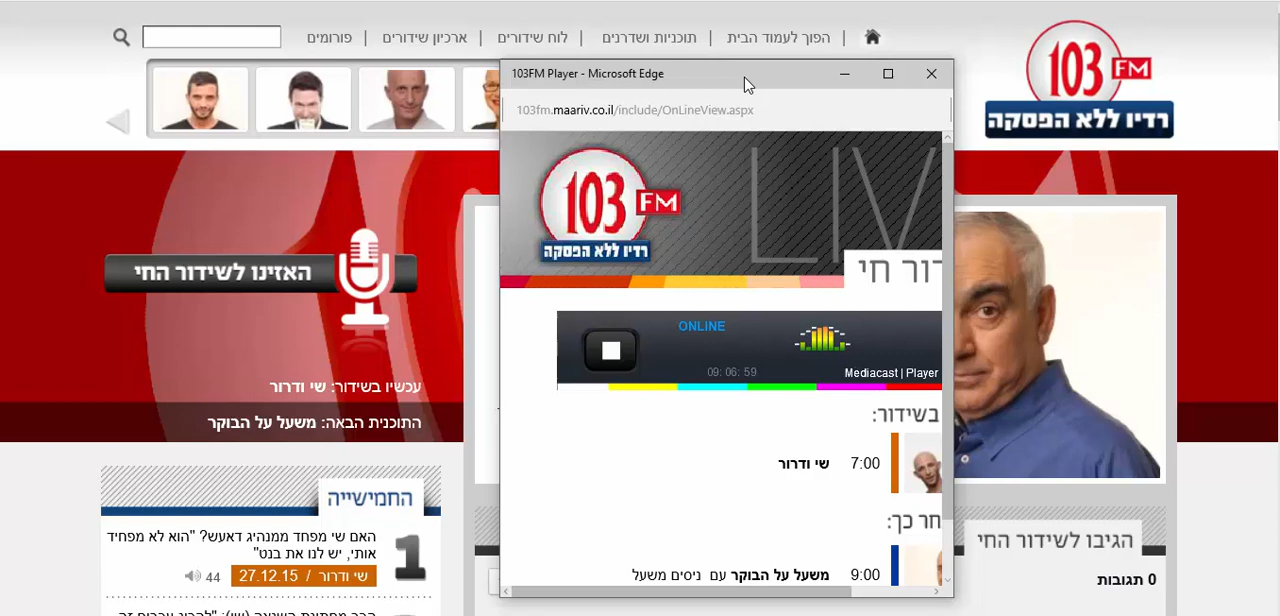 הפוך לעמוד הבית | תוכניות ושדרנים | לוח שידורים | ארכיון שידורים | פורומים
103 FM
רדיו ללא הפסקה
103FM Player - Microsoft Edge
103fm.maariv.co.il/include/OnLineView.aspx
103 FM
רדיו ללא הפסקה
LIV
דור חי
האזינו לשידור החי
ONLINE
09: 06: 59
Mediacast | Player
עכשיו בשידור: שי ודרור
התוכנית הבאה: משעל על הבוקר
בשידור:
7:00 שי ודרור
חר כך:
9:00 משעל על הבוקר עם ניסים משעל
החמישייה
1
האם שי מפחד ממנהיג דאעש? "הוא לא מפחיד
אותי, יש לנו את בנט"
שי ודרור / 27.12.15
44
הגיבו לשידור החי
0 תגובות